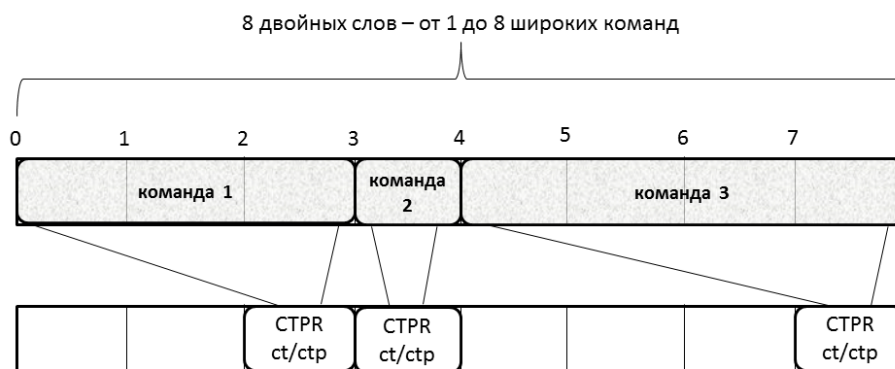 8 двойных слов – от 1 до 8 широких команд
0 1 2 3 4 5 6 7
команда 1
команда
2
команда 3
CTPR
ct/ctp
CTPR
ct/ctp
CTPR
ct/ctp